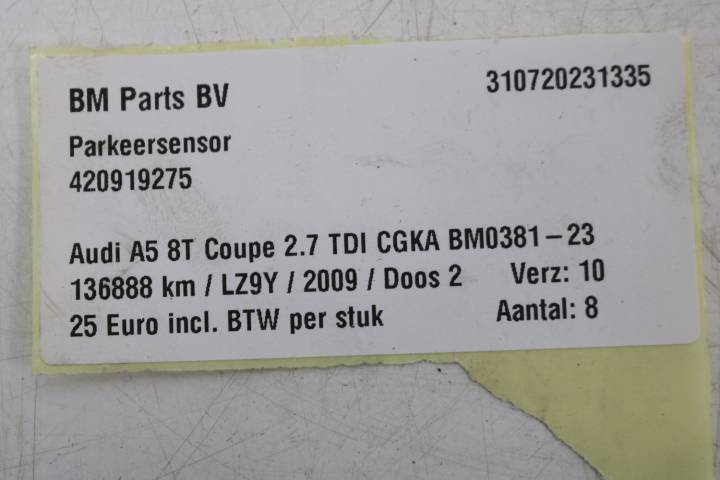 BM Parts BV 310720231335
Parkeersensor
420919275
Audi A5 8T Coupe 2.7 TDI CGKA BM0381-23
136888 km / LZ9Y / 2009 / Doos 2 Verz: 10
25 Euro incl. BTW per stuk Aantal: 8